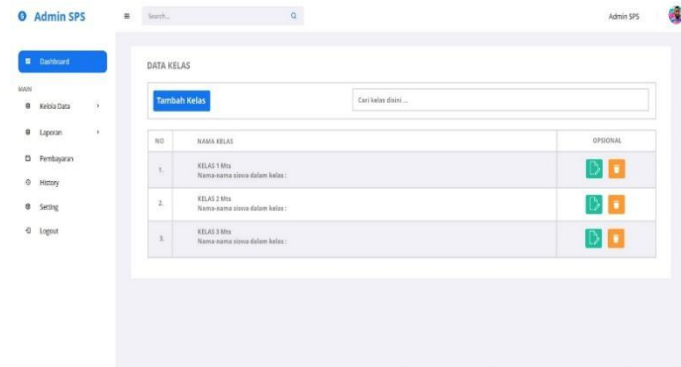 Admin SPS
Search...
Admin SPS
Dashboard
MAIN
Kelola Data
Laporan
Pembayaran
History
Setting
Logout
DATA KELAS
Tambah Kelas
Cari kelas disini ...
NO NAMA KELAS OPSIONAL
1. KELAS 1 Mts
Nama-nama siswa dalam kelas :
2. KELAS 2 Mts
Nama-nama siswa dalam kelas :
3. KELAS 3 Mts
Nama-nama siswa dalam kelas :